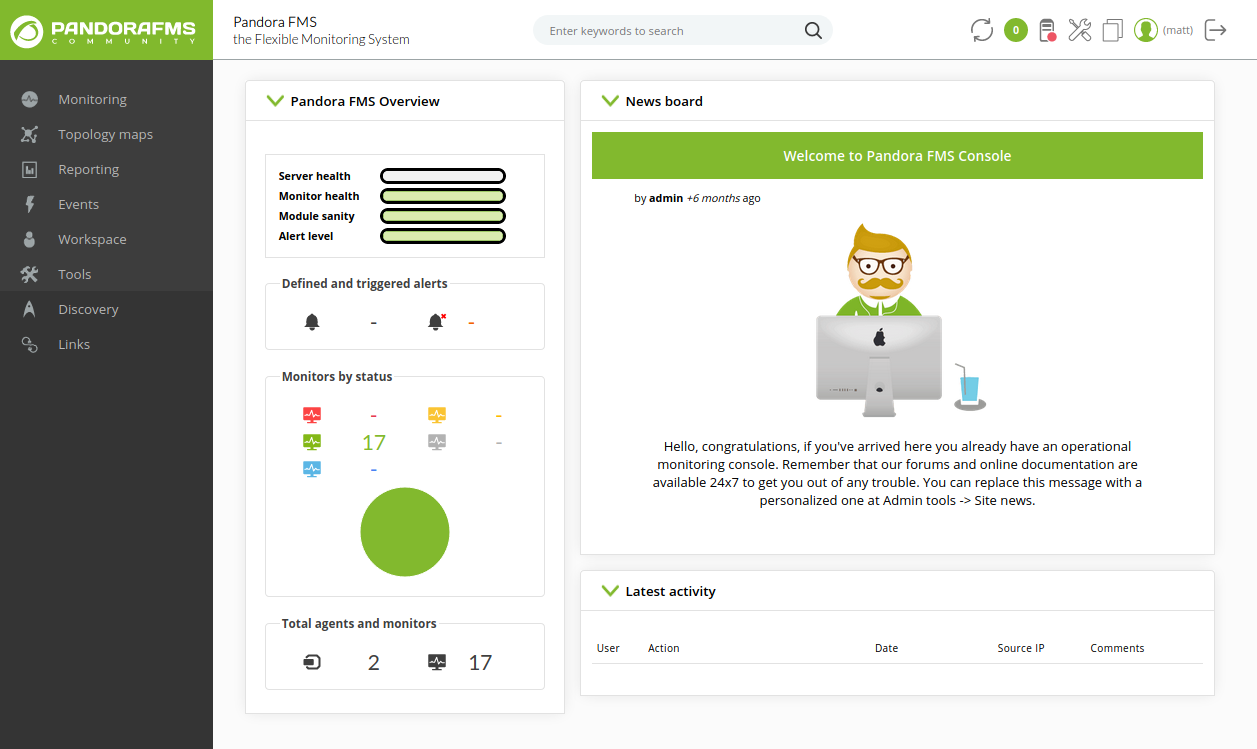 PANDORAFMS
COMMUNITY
Pandora FMS
the Flexible Monitoring System
Enter keywords to search
0
(matt)
Monitoring
Topology maps
Reporting
Events
Workspace
Tools
Discovery
Links
Pandora FMS Overview
Server health
Monitor health
Module sanity
Alert level
Defined and triggered alerts
- -
Monitors by status
- -
17 -
-
Total agents and monitors
2 17
News board
Welcome to Pandora FMS Console
by admin +6 months ago
Hello, congratulations, if you've arrived here you already have an operational
monitoring console. Remember that our forums and online documentation are
available 24x7 to get you out of any trouble. You can replace this message with a
personalized one at Admin tools -> Site news.
Latest activity
User Action Date Source IP Comments